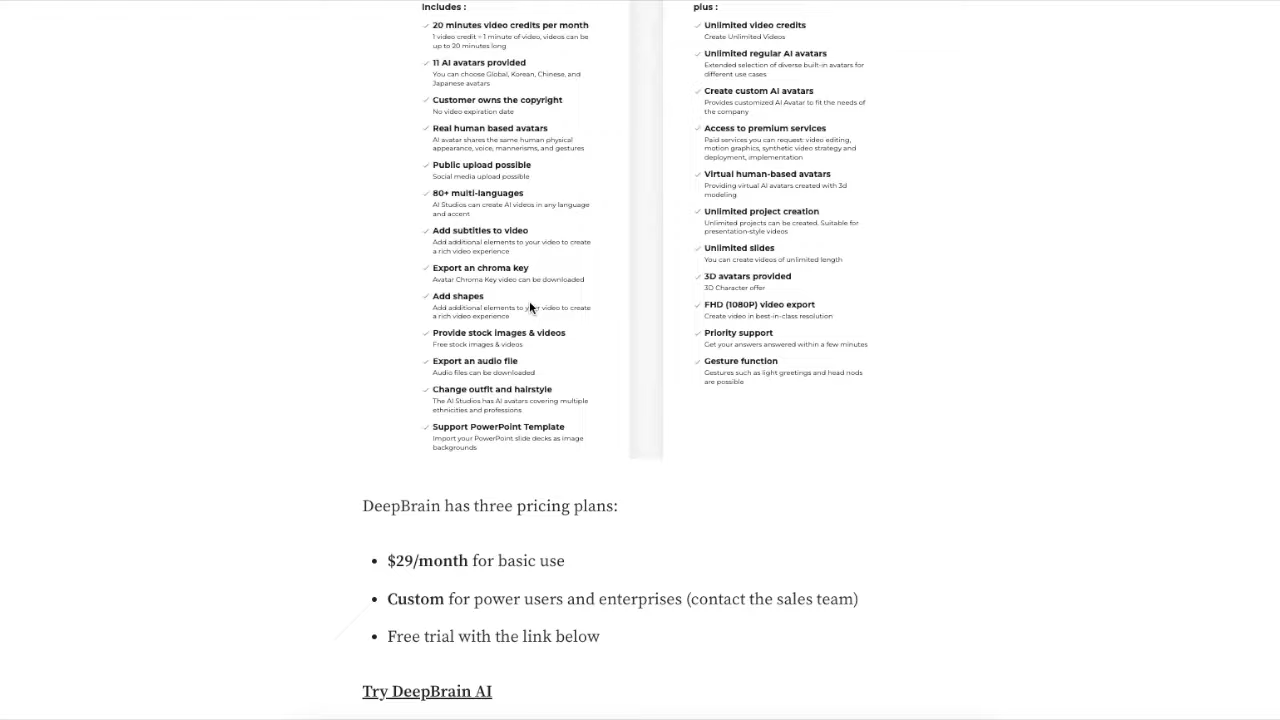 Includes :
20 minutes video credits per month
1 video credit = 1 minute of video, videos can be
up to 20 minutes long
11 AI avatars provided
You can choose Global, Korean, Chinese, and
Japanese avatars
Customer owns the copyright
No video expiration date
Real human based avatars
AI avatar shares the same human physical
appearance, voice, mannerisms, and gestures
Public upload possible
Social media upload possible
80+ multi-languages
AI Studios can create AI videos in any language
and accent
Add subtitles to video
Add additional elements to your video to create
a rich video experience
Export an chroma key
Avatar Chroma Key video can be downloaded
Add shapes
Add additional elements to your video to create
a rich video experience
Provide stock images & videos
Free stock images & videos
Export an audio file
Audio files can be downloaded
Change outfit and hairstyle
The AI Studios has AI avatars covering multiple
ethnicities and professions
Support PowerPoint Template
Import your PowerPoint slide decks as image
backgrounds
plus :
Unlimited video credits
Create Unlimited Videos
Unlimited regular AI avatars
Extended selection of diverse built-in avatars for
different use cases
Create custom AI avatars
Provides customized AI Avatar to fit the needs of
the company
Access to premium services
Paid services you can request: video editing,
motion graphics, synthetic video strategy and
deployment, implementation
Virtual human-based avatars
Providing virtual AI avatars created with 3d
modeling
Unlimited project creation
Unlimited projects can be created. Suitable for
presentation-style videos
Unlimited slides
You can create videos of unlimited length
3D avatars provided
3D Character offer
FHD (1080P) video export
Create video in best-in-class resolution
Priority support
Get your answers answered within a few minutes
Gesture function
Gestures such as light greetings and head nods
are possible
DeepBrain has three pricing plans:
• $29/month for basic use
• Custom for power users and enterprises (contact the sales team)
• Free trial with the link below
Try DeepBrain AI